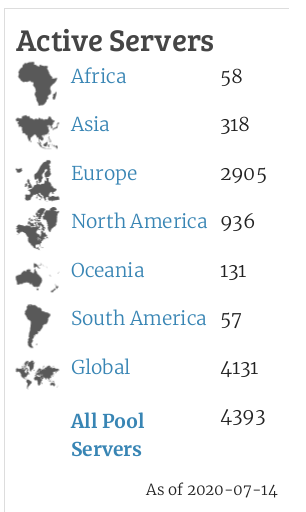 Active Servers
Africa 58
Asia 318
Europe 2905
North America 936
Oceania 131
South America 57
Global 4131
All Pool 4393
Servers
As of 2020-07-14